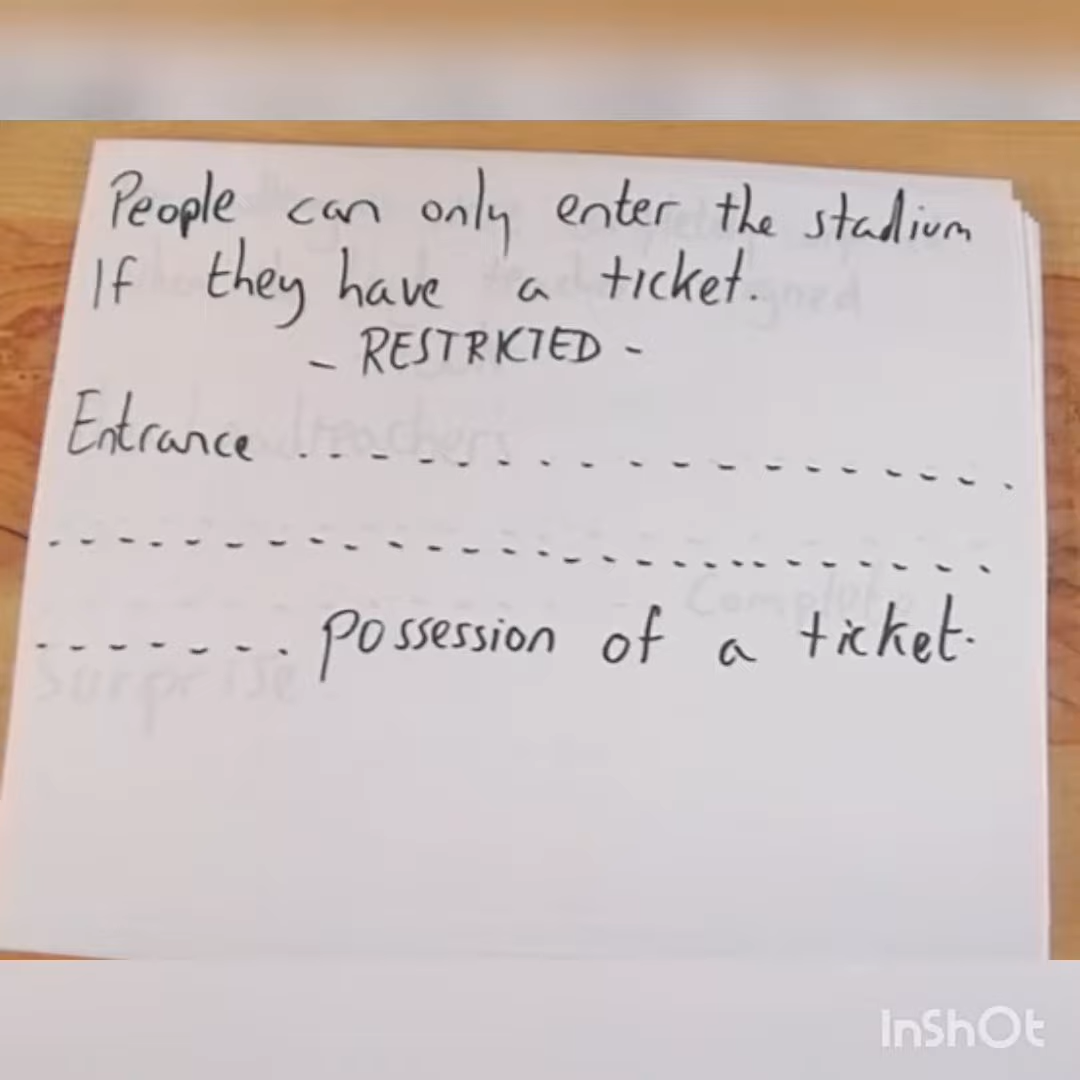 People can only enter the stadium
If they have a ticket.
- RESTRICTED -
Entrance ..................
.........................
....... possession of a ticket.
InShOt